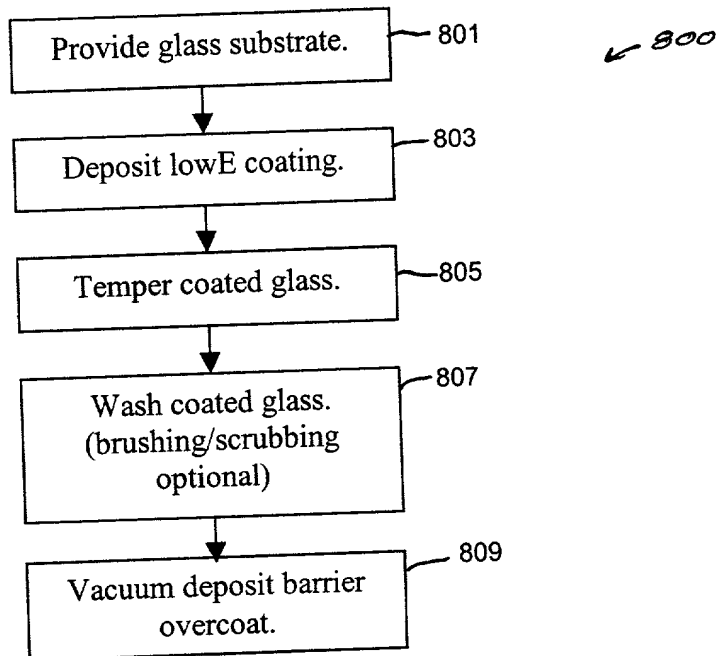 Provide glass substrate.
801
800
Deposit lowE coating.
803
Temper coated glass.
805
Wash coated glass.
(brushing/scrubbing
optional)
807
Vacuum deposit barrier
overcoat.
809